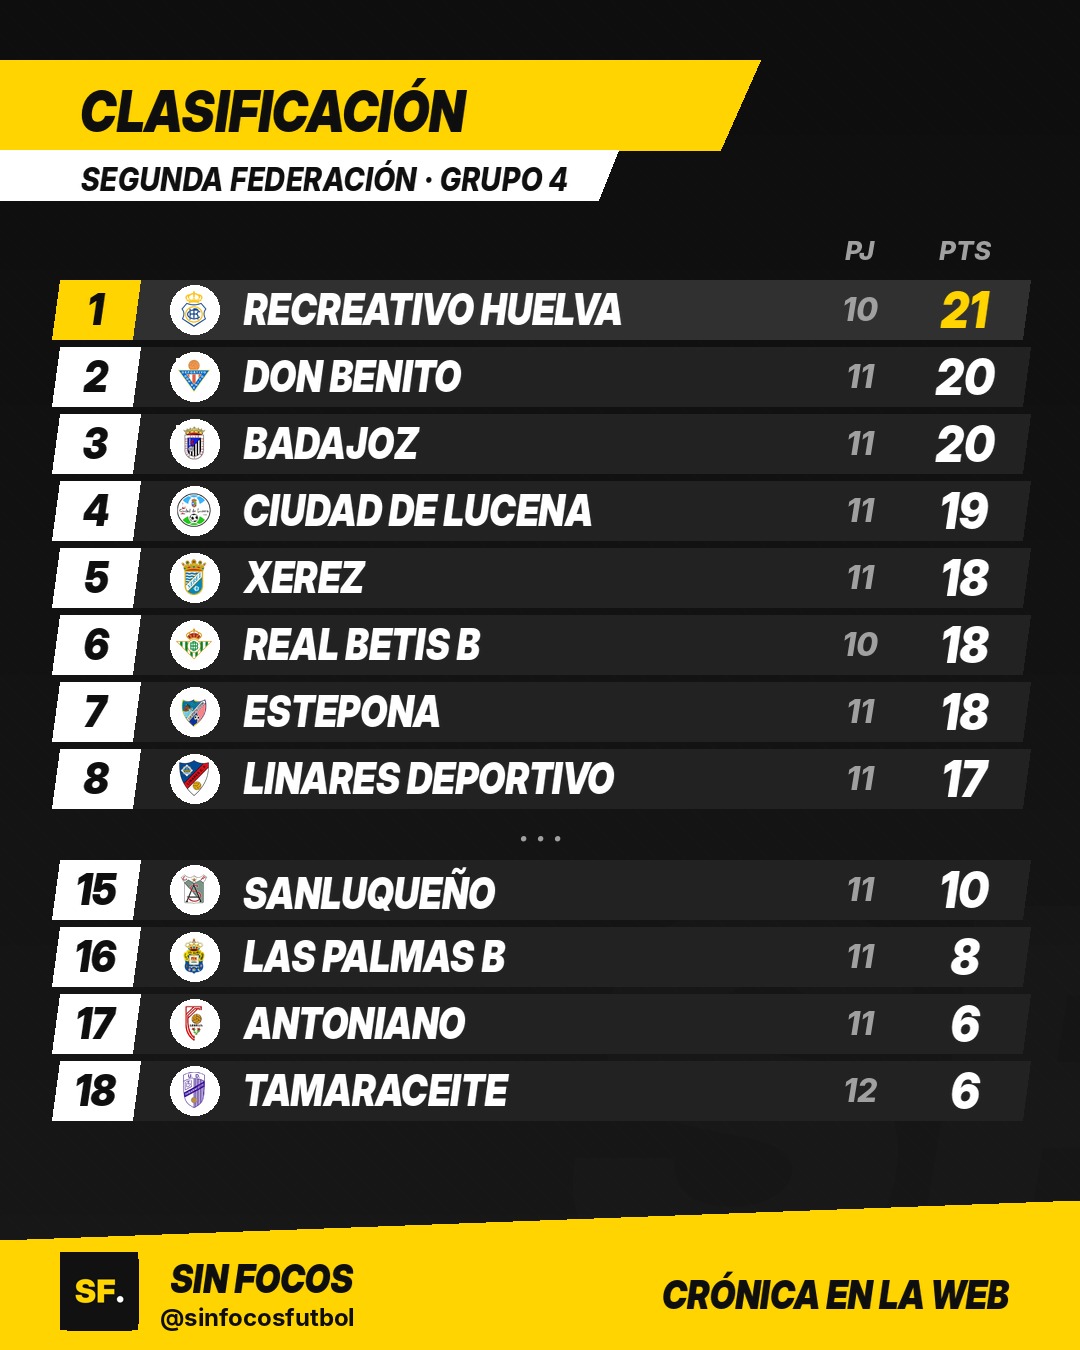 CLASIFICACIÓN
SEGUNDA FEDERACIÓN · GRUPO 4
PJ PTS
1 RECREATIVO HUELVA 10 21
2 DON BENITO 11 20
3 BADAJOZ 11 20
4 CIUDAD DE LUCENA 11 19
5 XEREZ 11 18
6 REAL BETIS B 10 18
7 ESTEPONA 11 18
8 LINARES DEPORTIVO 11 17
...
15 SANLUQUEÑO 11 10
16 LAS PALMAS B 11 8
17 ANTONIANO 11 6
18 TAMARACEITE 12 6
SF. SIN FOCOS
@sinfocosfutbol
CRÓNICA EN LA WEB